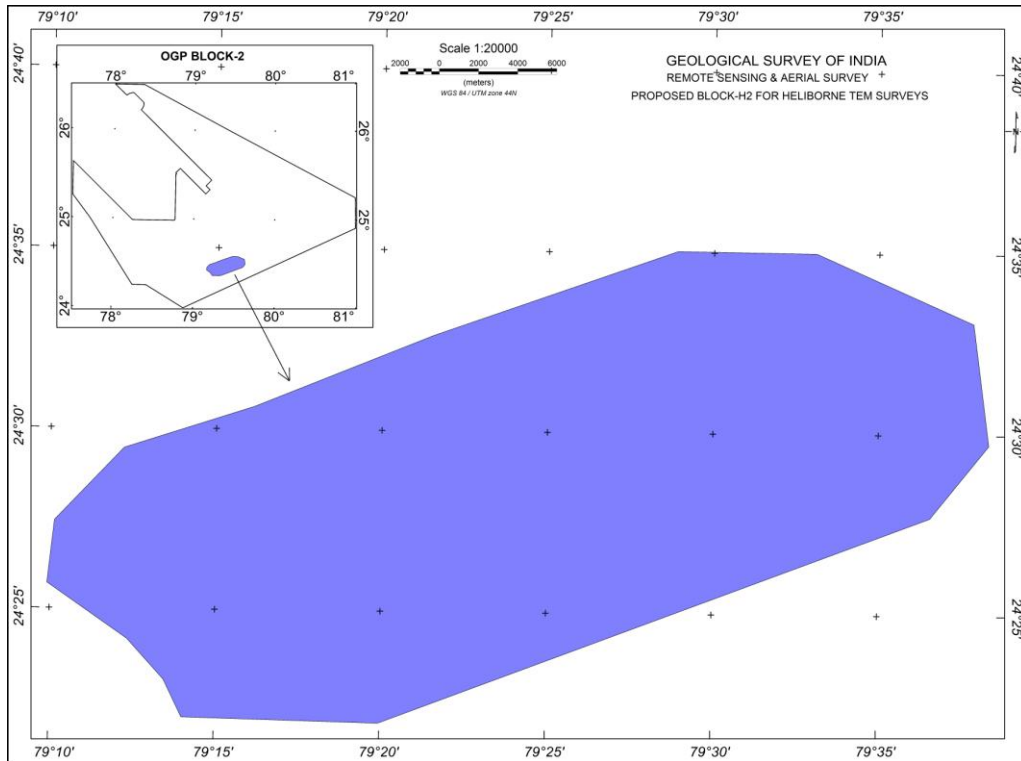 79°10' 79°15' 79°20' 79°25' 79°30' 79°35'
24°40'
OGP BLOCK-2
78° 79° 80° 81°
26° 26°
25° 25°
24°
78° 79° 80° 81°
Scale 1:20000
2000 0 2000 4000 6000
(meters)
WGS 84 / UTM zone 44N
GEOLOGICAL SURVEY OF INDIA
REMOTE SENSING & AERIAL SURVEY
PROPOSED BLOCK-H2 FOR HELIBORNE TEM SURVEYS
24°40'
24°35' 24°35'
24°30' 24°30'
24°25' 24°25'
79°10' 79°15' 79°20' 79°25' 79°30' 79°35'